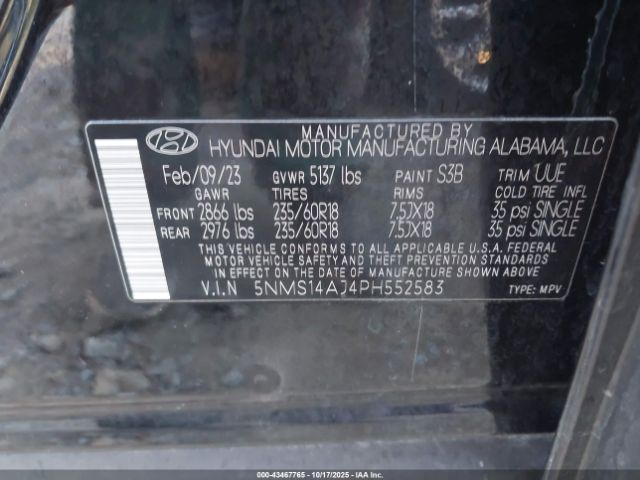 MANUFACTURED BY
HYUNDAI MOTOR MANUFACTURING ALABAMA, LLC
Feb/09/23 GVWR 5137 lbs PAINT S3B TRIM UUE
GAWR TIRES RIMS COLD TIRE INFL
FRONT 2866 lbs 235/60R18 7.5JX18 35 psi SINGLE
REAR 2976 lbs 235/60R18 7.5JX18 35 psi SINGLE
THIS VEHICLE CONFORMS TO ALL APPLICABLE U.S.A. FEDERAL
MOTOR VEHICLE SAFETY AND THEFT PREVENTION STANDARDS
IN EFFECT ON THE DATE OF MANUFACTURE SHOWN ABOVE.
V.I.N 5NMS14AJ4PH552583 TYPE: MPV
000-43467765 - 10/17/2025 - COPART.COM